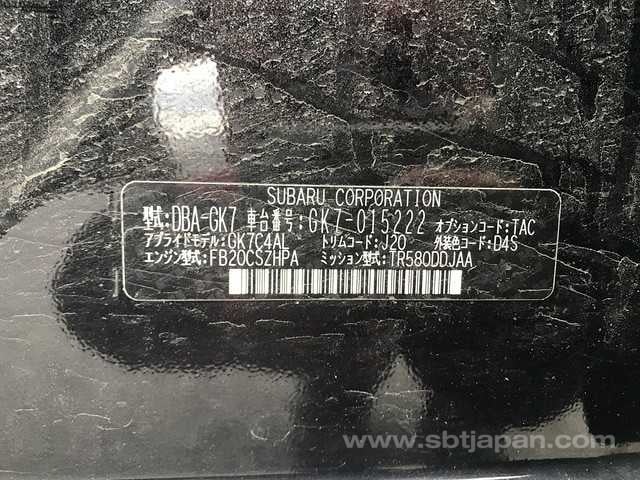 SUBARU CORPORATION
型式:DBA-GK7 車台番号:GK7-015222 オプションコード:TAC
アプライドモデル:GK7C4AL トリムコード:J20 外装色コード:D4S
エンジン型式:FB20CSZHPA ミッション型式:TR580DDJAA
www.sbtjapan.com